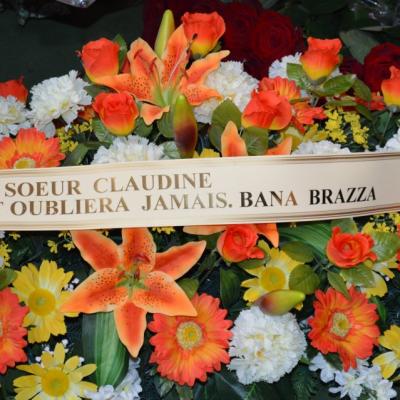 SOEUR CLAUDINE
OUBLIERA JAMAIS. BANA BRAZZA